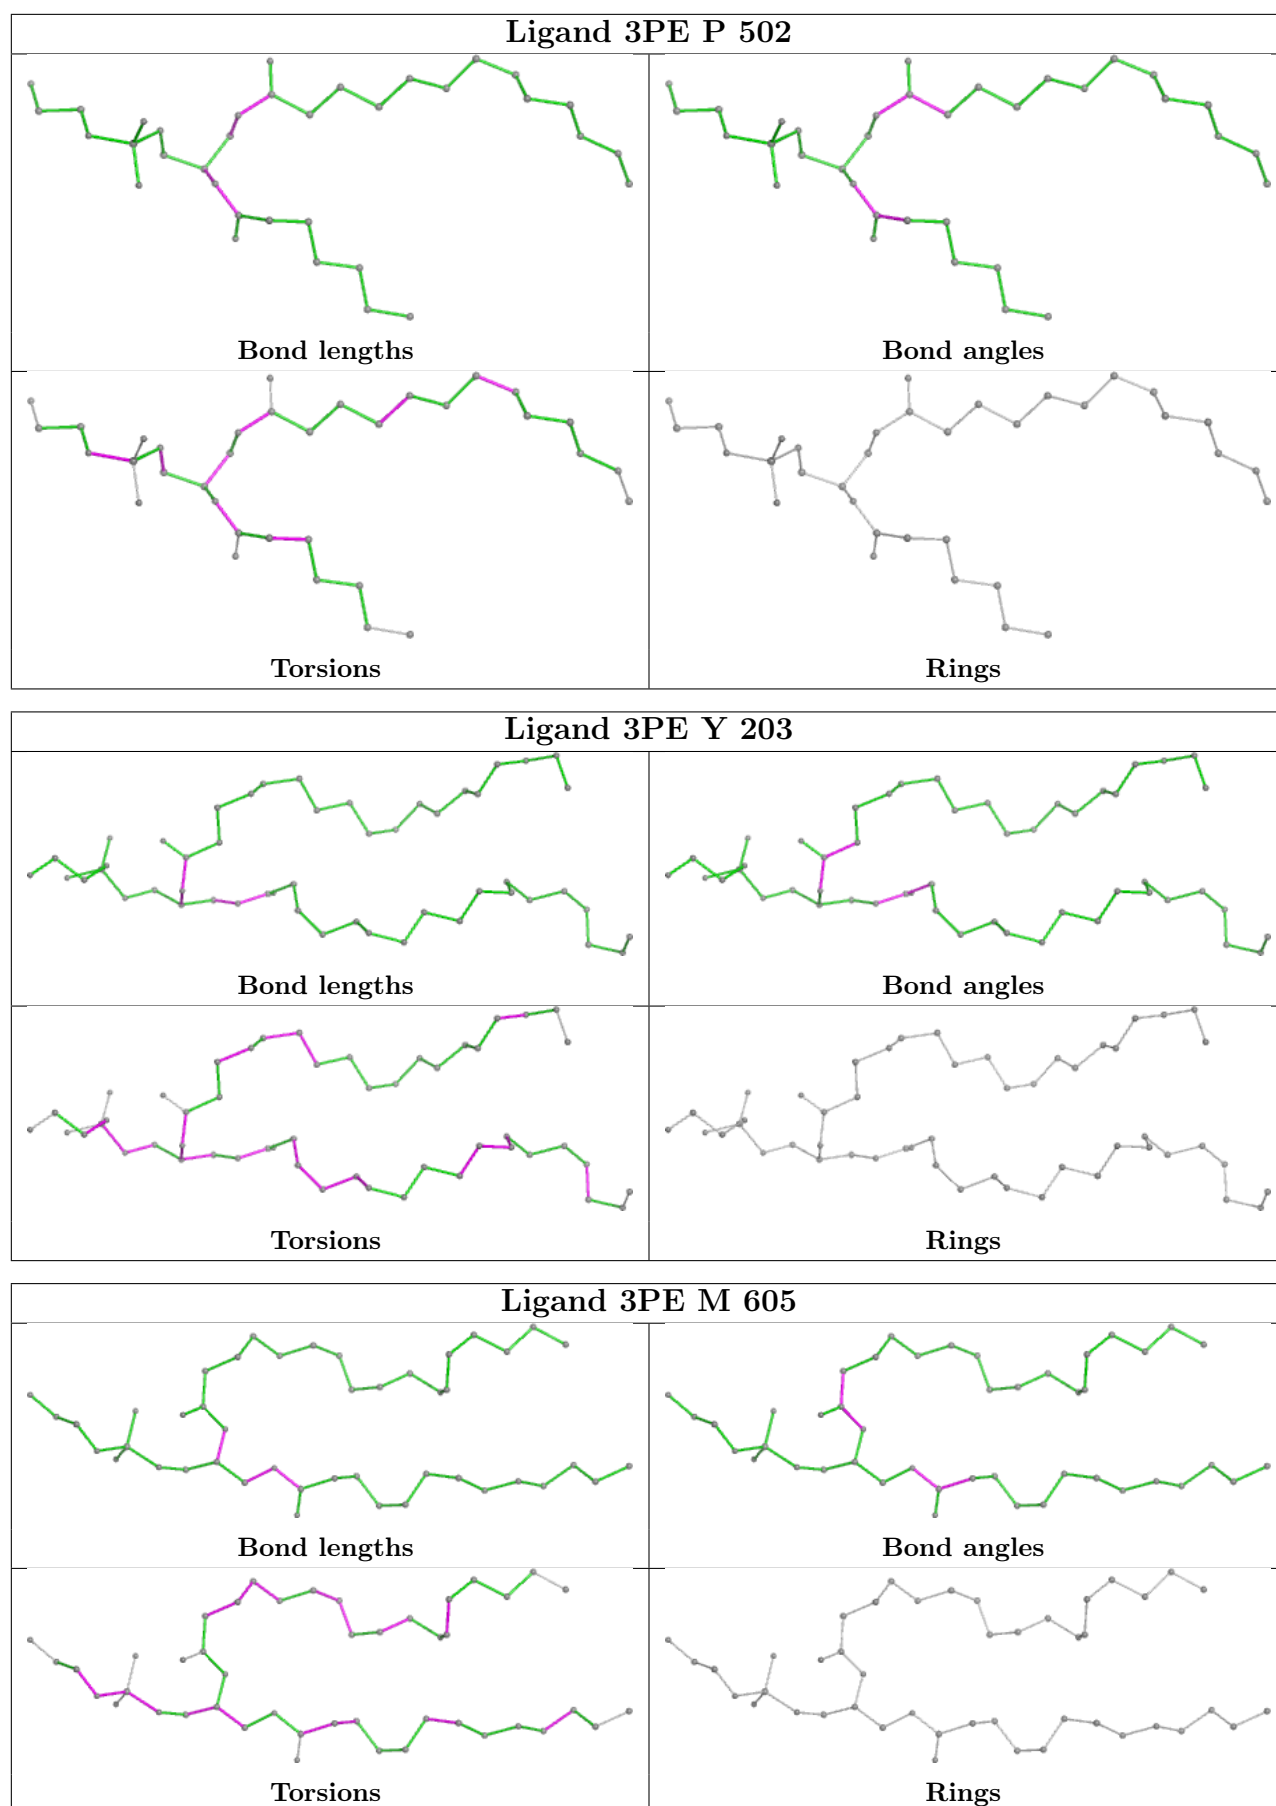 Ligand 3PE P 502
Bond lengths
Bond angles
Torsions
Rings
Ligand 3PE Y 203
Bond lengths
Bond angles
Torsions
Rings
Ligand 3PE M 605
Bond lengths
Bond angles
Torsions
Rings